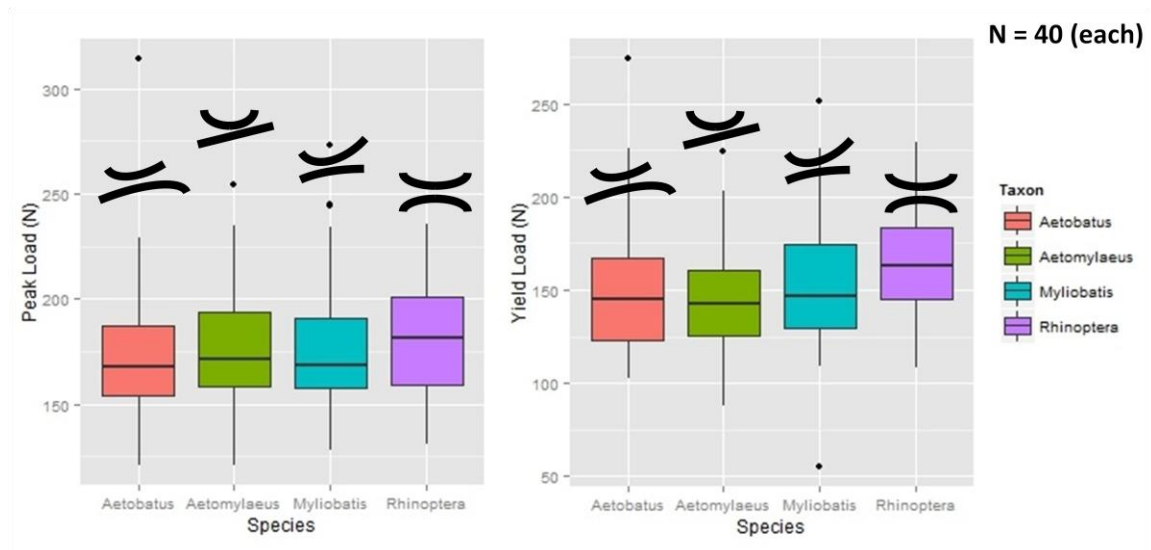 N = 40 (each)
Peak Load (N)
300
250
200
150
Aetobatus Aetomylaeus Myliobatis Rhinoptera
Species
Yield Load (N)
250
200
150
100
50
Aetobatus Aetomylaeus Myliobatis Rhinoptera
Species
Taxon
Aetobatus
Aetomylaeus
Myliobatis
Rhinoptera